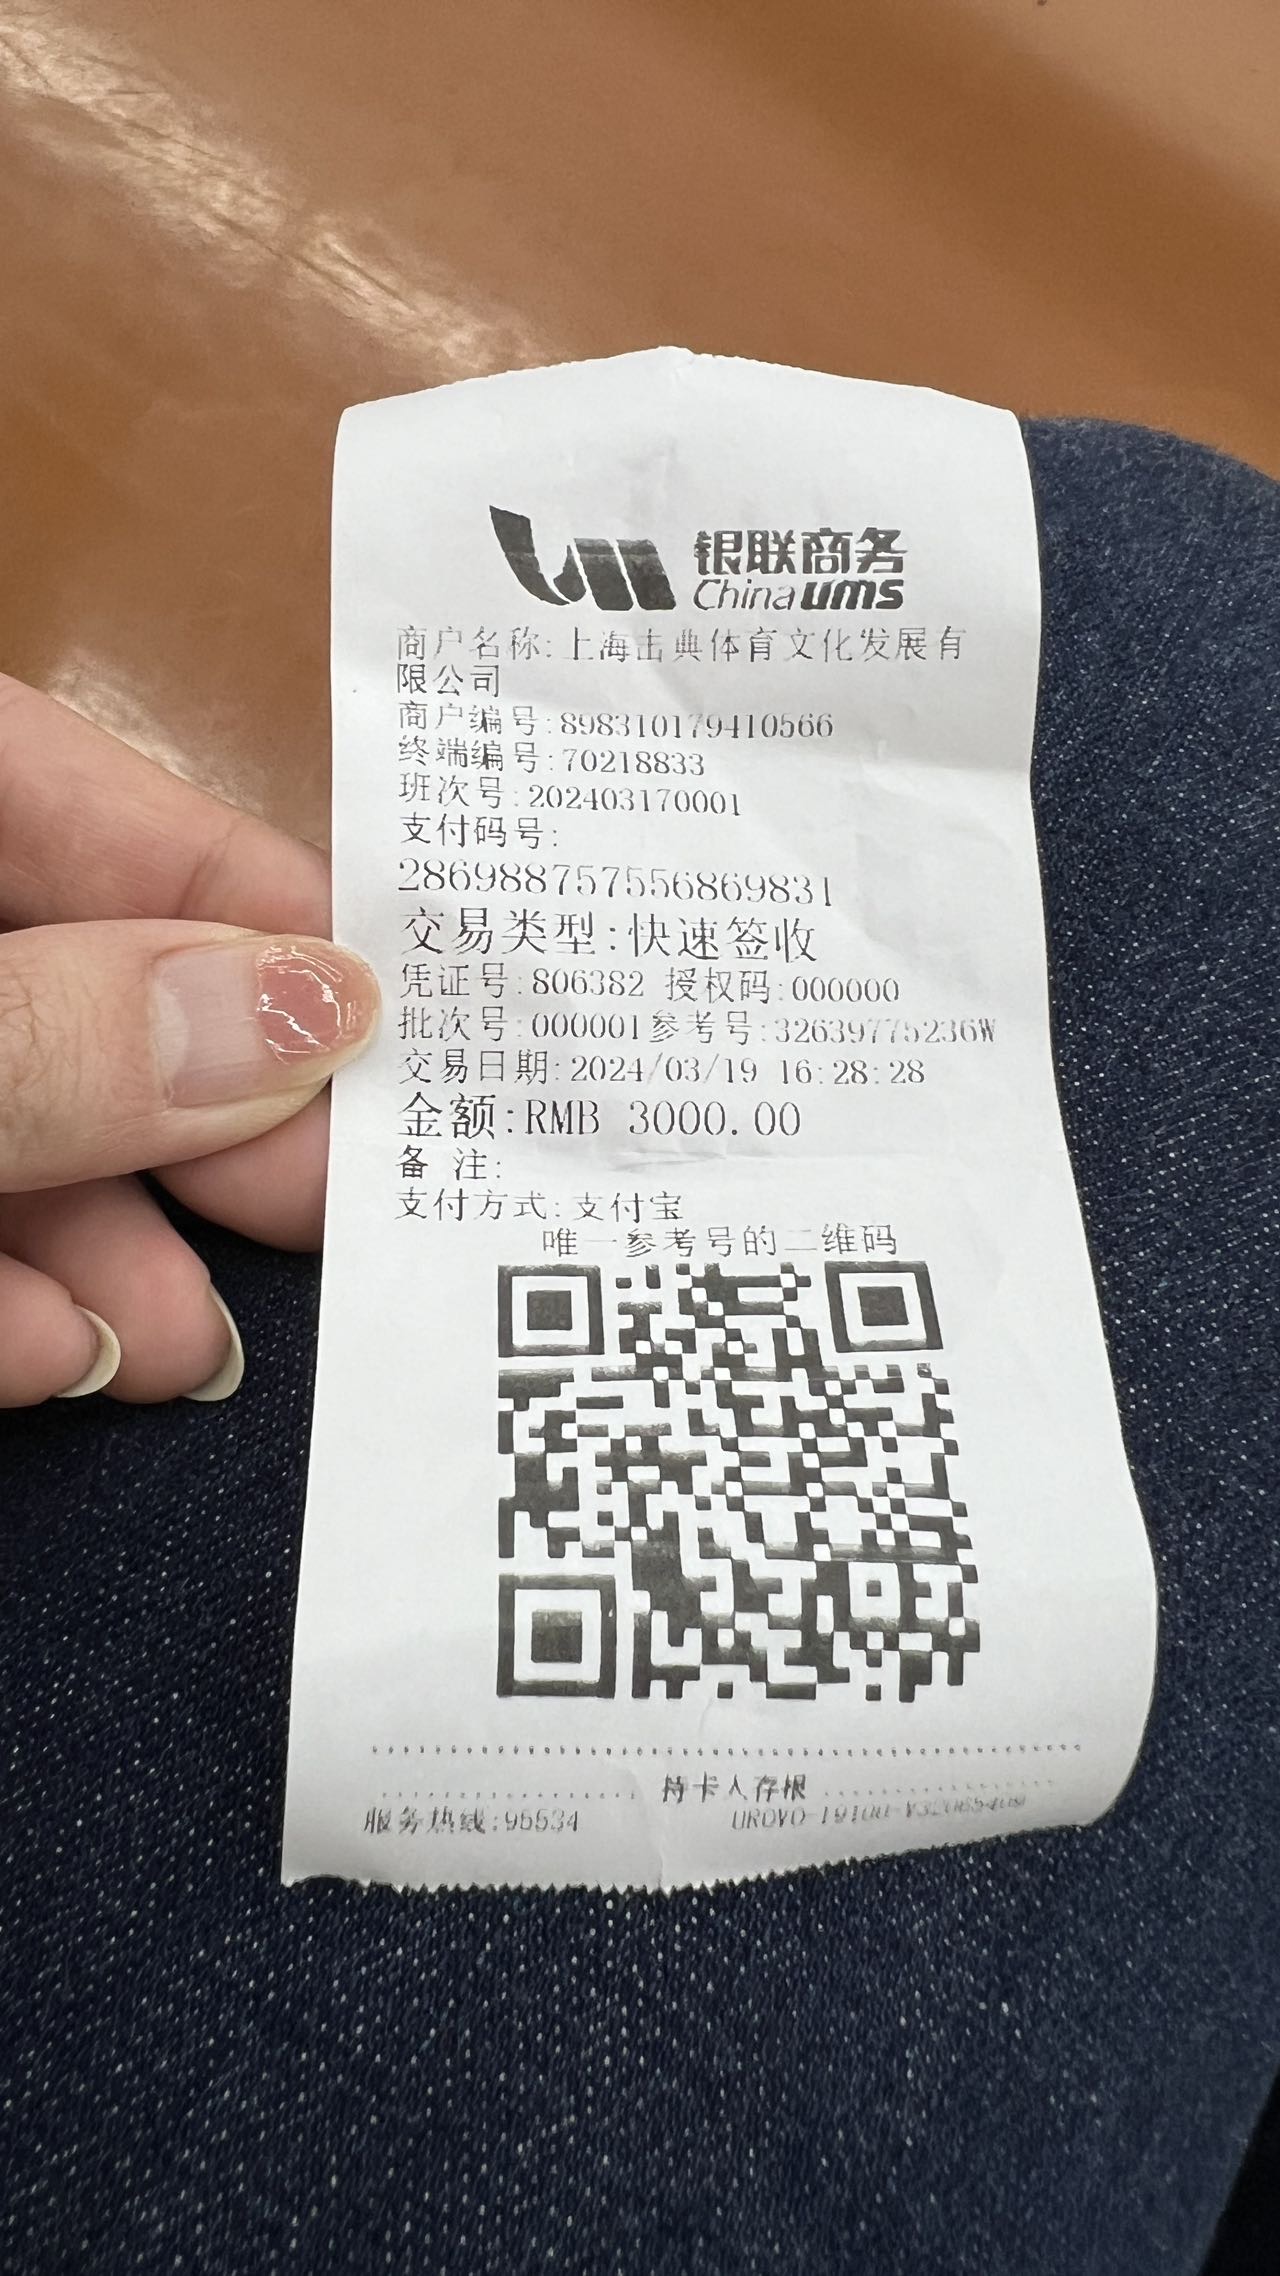 银联商务
China ums
商户名称:上海击典体育文化发展有
限公司
商户编号:898310179410566
终端编号:70218833
班次号:202403170001
支付码号:
286988757556869831
交易类型:快速签收
凭证号:806382 授权码:000000
批次号:000001参考号:32639775236W
交易日期:2024/03/19 16:28:28
金额:RMB 3000.00
备 注:
支付方式:支付宝
唯一参考号的二维码
持卡人存根
服务热线:95534